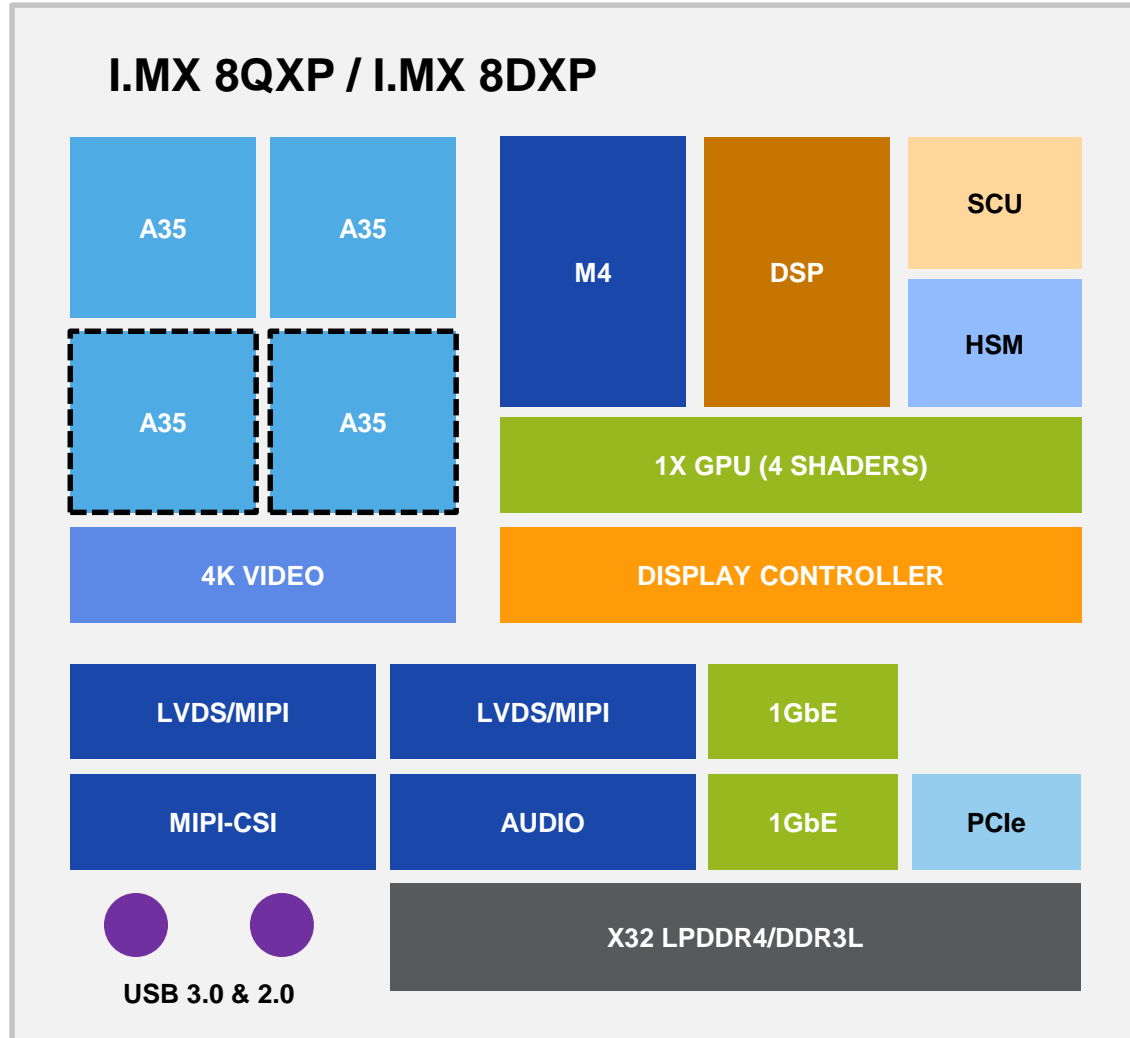 I.MX 8QXP / I.MX 8DXP
A35
A35
M4
DSP
SCU
HSM
A35
A35
1X GPU (4 SHADERS)
4K VIDEO
DISPLAY CONTROLLER
LVDS/MIPI
LVDS/MIPI
1GbE
MIPI-CSI
AUDIO
1GbE
PCIe
X32 LPDDR4/DDR3L
USB 3.0 & 2.0